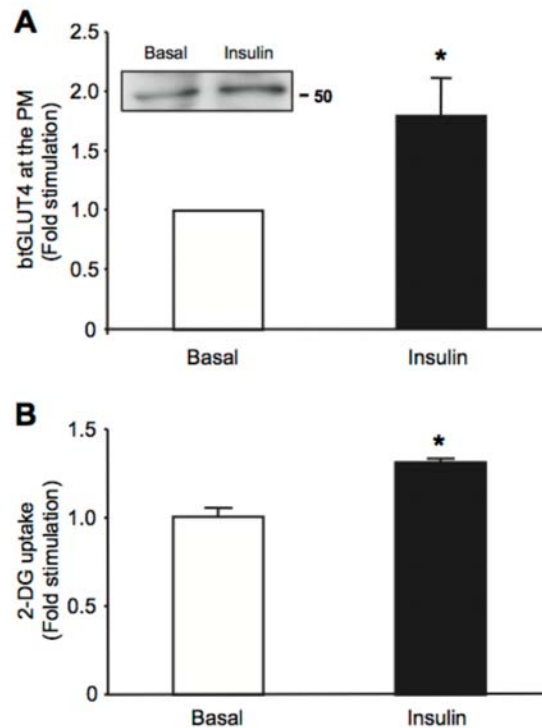 A
Basal Insulin
- 50
*
btGLUT4 at the PM
(Fold stimulation)
2.5
2.0
1.5
1.0
0.5
0
Basal Insulin
B
*
2-DG uptake
(Fold stimulation)
1.5
1.0
0.5
0
Basal Insulin